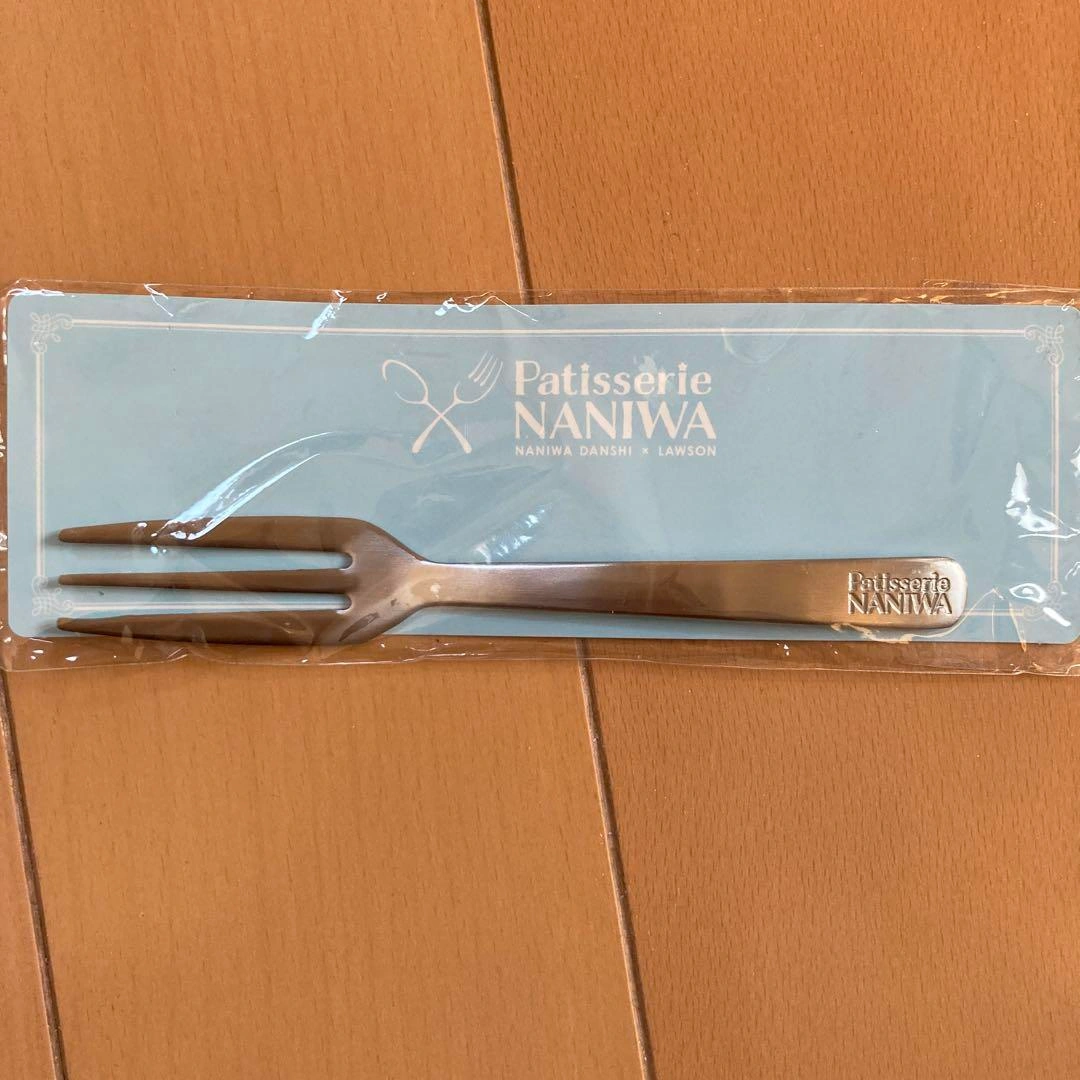 Patisserie
NANIWA
NANIWA DANSHI × LAWSON
Patisserie
NANIWA